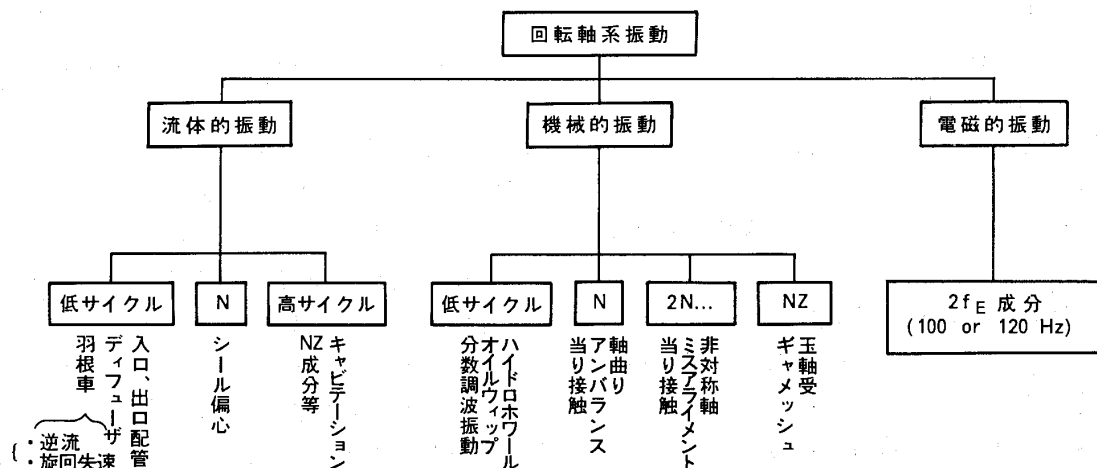 回転軸系振動
流体的振動
機械的振動
電磁的振動
低サイクル
N
高サイクル
低サイクル
N
2N...
NZ
2fE 成分
(100 or 120 Hz)
入口、出口配管
ディフューザ
羽根車
・逆流
・旋回失速
シール偏心
キャビテーション
NZ成分等
ハイドロホワール
オイルウィップ
分数調波振動
軸曲り
アンバランス
当り接触
非対称軸
ミスアライメント
当り接触
玉軸受
ギャメッシュ